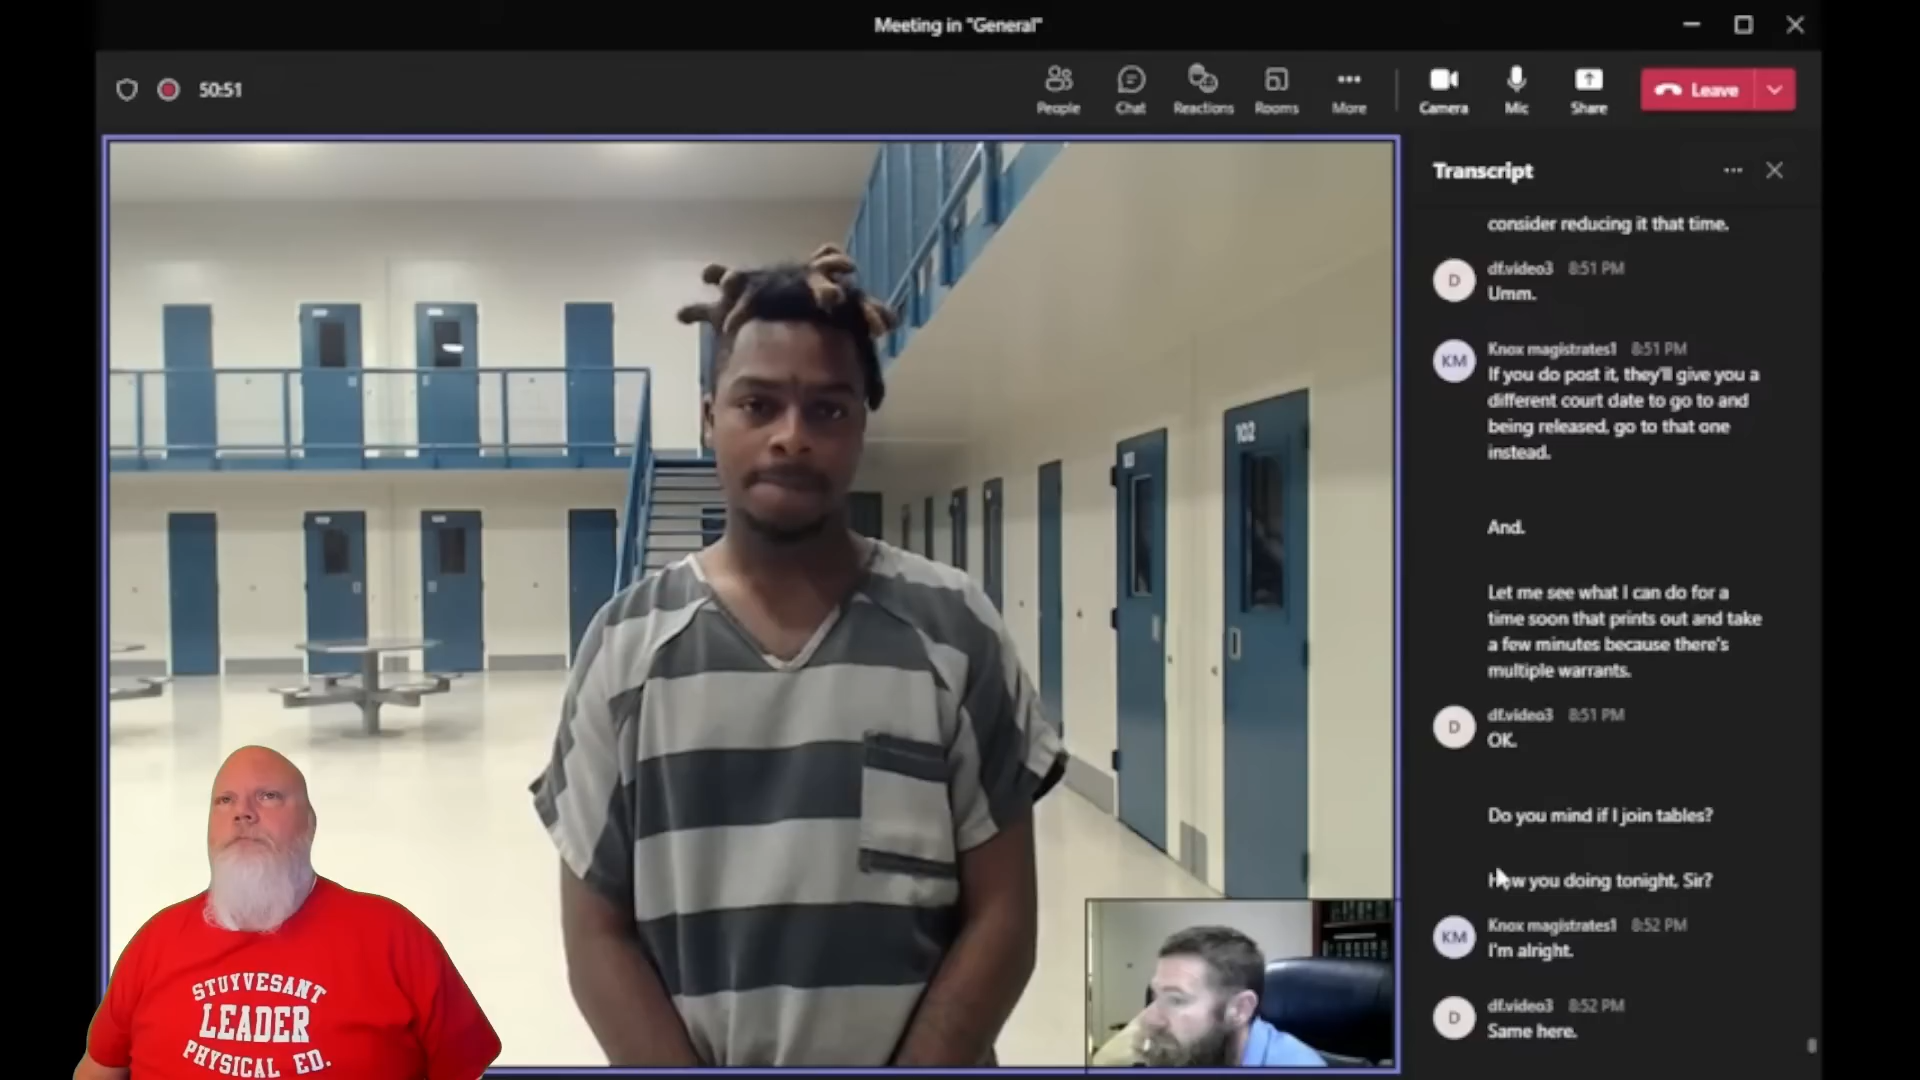 Meeting in "General"
50:51
People
Chat
Reactions
Rooms
More
Camera
Mic
Share
Leave
Transcript
consider reducing it that time.
D
df.video3 8:51 PM
Umm.
KM
Knox magistrates1 8:51 PM
If you do post it, they'll give you a
different court date to go to and
being released, go to that one
instead.
And.
Let me see what I can do for a
time soon that prints out and take
a few minutes because there's
multiple warrants.
D
df.video3 8:51 PM
OK.
Do you mind if I join tables?
How you doing tonight, Sir?
KM
Knox magistrates1 8:52 PM
I'm alright.
D
df.video3 8:52 PM
Same here.
102
STUYVESANT
LEADER
PHYSICAL ED.